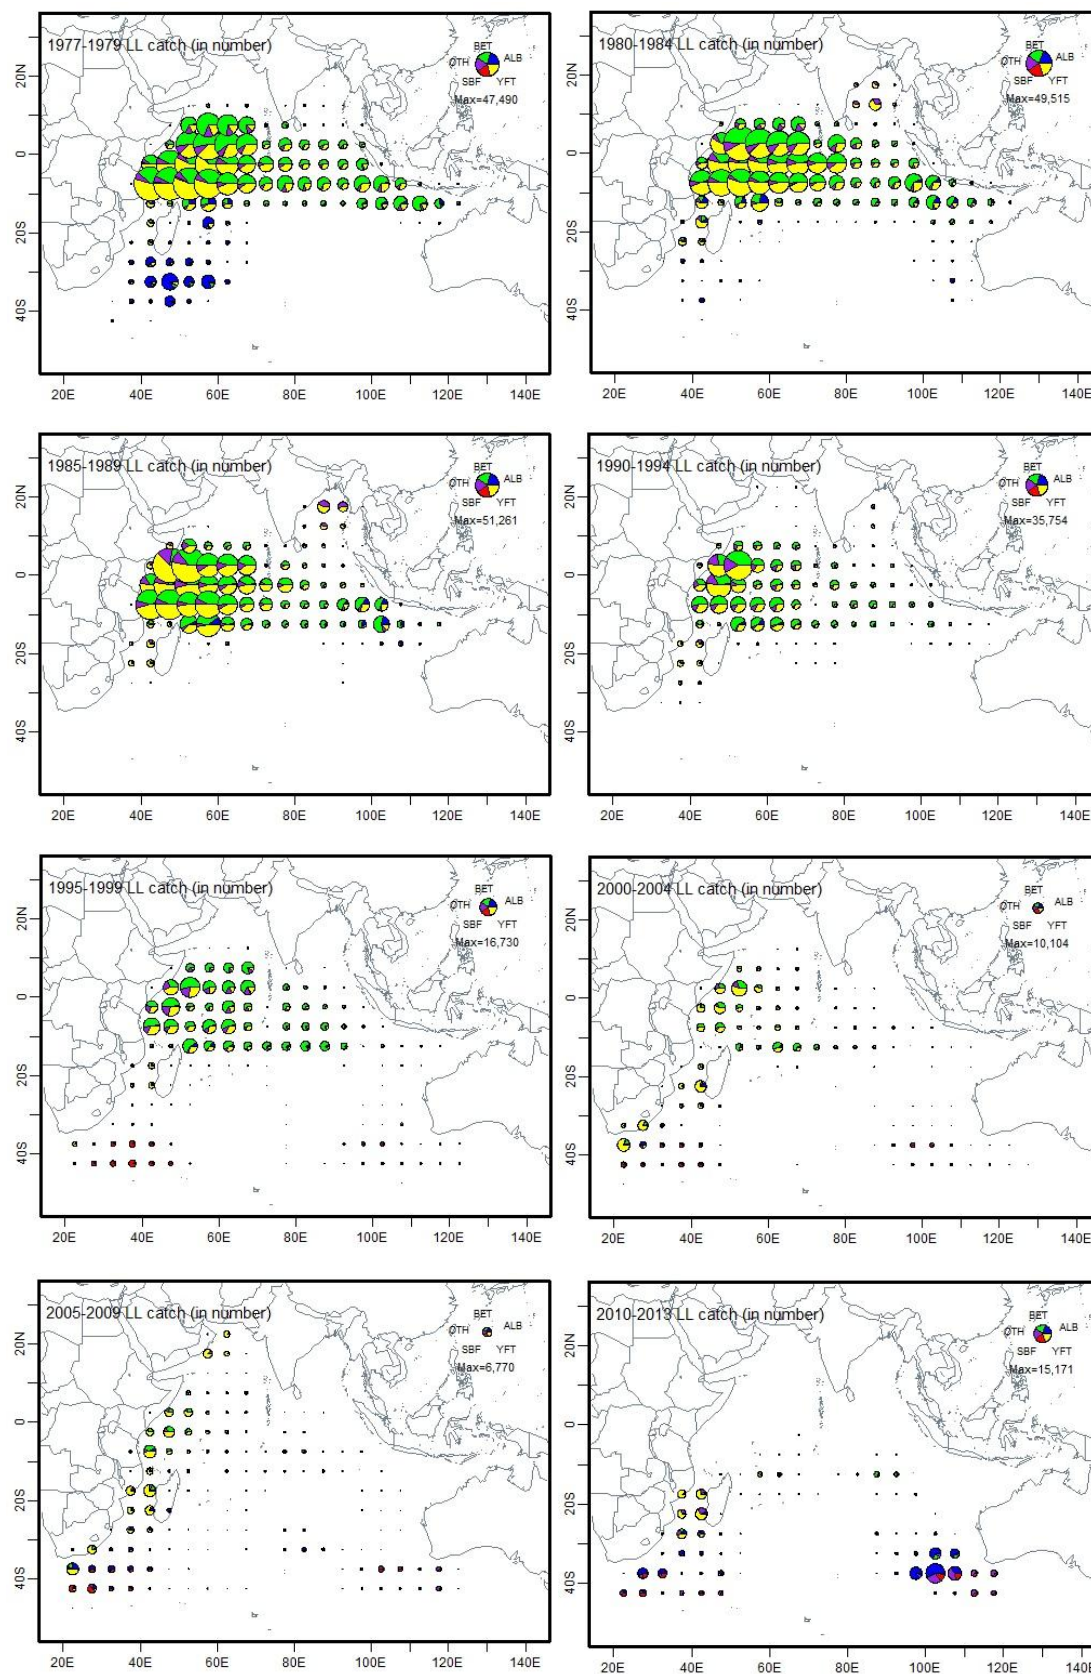 1977-1979 LL catch (in number)
BET
OTH ALB
SBF YFT
Max=47,490
20N
0
20S
40S
20E 40E 60E 80E 100E 120E 140E
1980-1984 LL catch (in number)
BET
OTH ALB
SBF YFT
Max=49,515
20N
0
20S
40S
20E 40E 60E 80E 100E 120E 140E
1985-1989 LL catch (in number)
BET
OTH ALB
SBF YFT
Max=51,261
20N
0
20S
40S
20E 40E 60E 80E 100E 120E 140E
1990-1994 LL catch (in number)
BET
OTH ALB
SBF YFT
Max=35,754
20N
0
20S
40S
20E 40E 60E 80E 100E 120E 140E
1995-1999 LL catch (in number)
BET
OTH ALB
SBF YFT
Max=16,730
20N
0
20S
40S
20E 40E 60E 80E 100E 120E 140E
2000-2004 LL catch (in number)
BET
OTH ALB
SBF YFT
Max=10,104
20N
0
20S
40S
20E 40E 60E 80E 100E 120E 140E
2005-2009 LL catch (in number)
BET
OTH ALB
SBF YFT
Max=6,770
20N
0
20S
40S
20E 40E 60E 80E 100E 120E 140E
2010-2013 LL catch (in number)
BET
OTH ALB
SBF YFT
Max=15,171
20N
0
20S
40S
20E 40E 60E 80E 100E 120E 140E